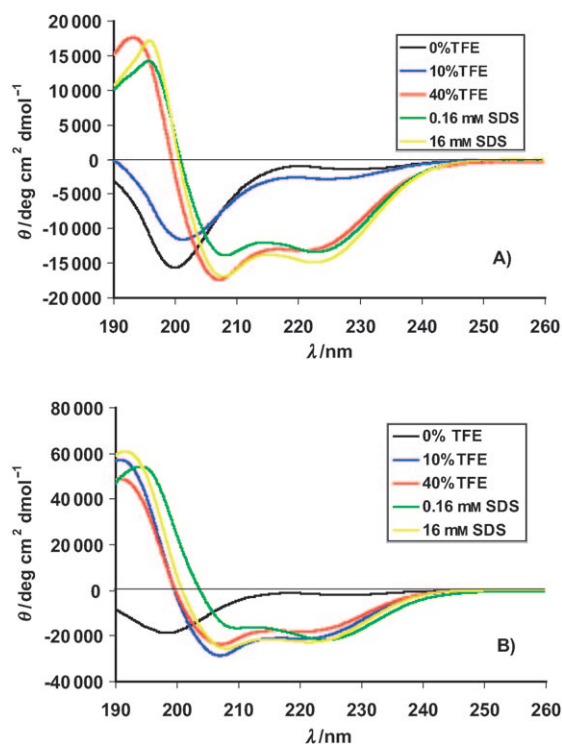 20 000
15 000
10 000
5000
0
-5000
-10 000
-15 000
-20 000
θ/deg cm² dmol⁻¹
190 200 210 220 230 240 250 260
λ/nm
0%TFE
10%TFE
40%TFE
0.16 mM SDS
16 mM SDS
A)
80 000
60 000
40 000
20 000
0
-20 000
-40 000
θ/deg cm² dmol⁻¹
190 200 210 220 230 240 250 260
λ/nm
0% TFE
10%TFE
40%TFE
0.16 mM SDS
16 mM SDS
B)